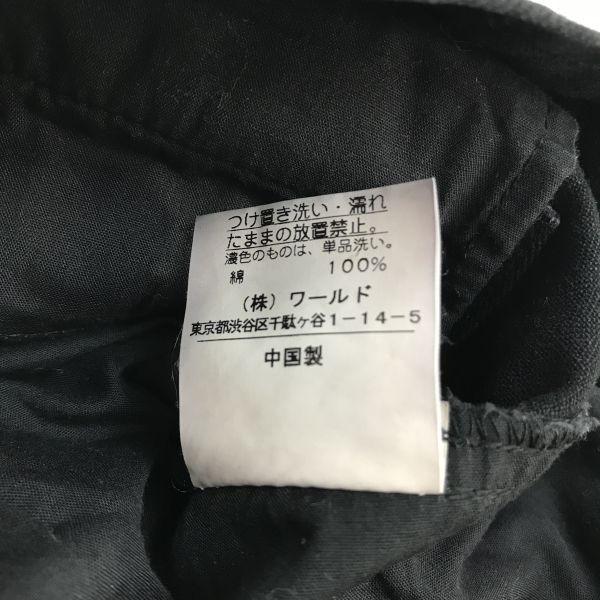 つけ置き洗い・濡れ
たままの放置禁止。
濃色のものは、単品洗い。
綿 100%
(株) ワールド
東京都渋谷区千駄ヶ谷1-14-5
中国製